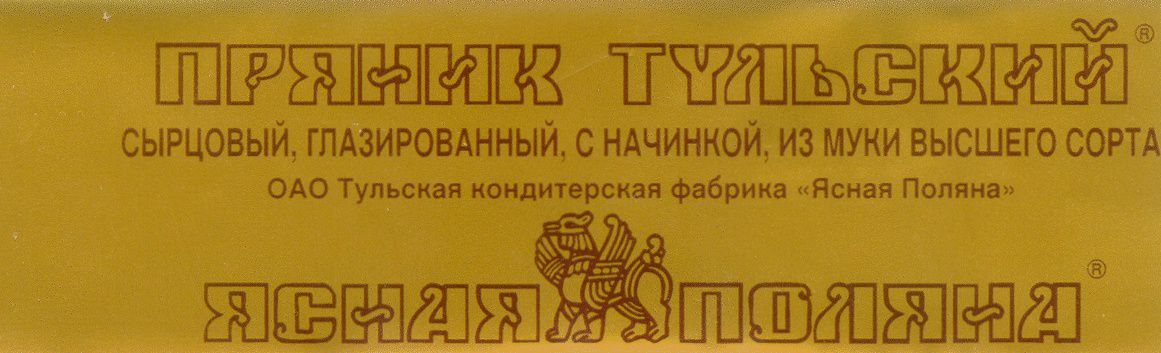 ПРЯНИК ТУЛЬСКИЙ®
СЫРЦОВЫЙ, ГЛАЗИРОВАННЫЙ, С НАЧИНКОЙ, ИЗ МУКИ ВЫСШЕГО СОРТА
ОАО Тульская кондитерская фабрика «Ясная Поляна»
ЯСНАЯ ПОЛЯНА®